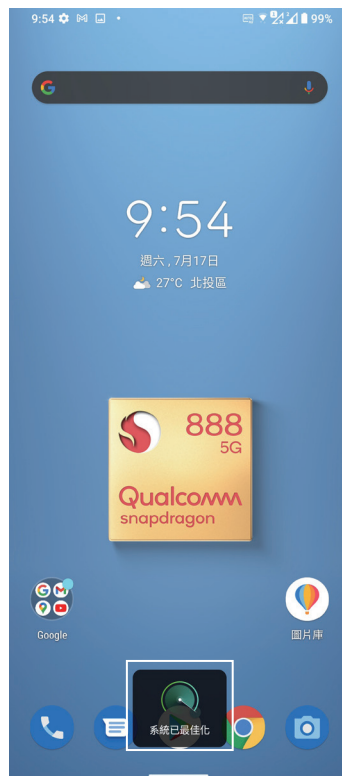 9:54
99%
9:54
週六 , 7月17日
27°C 北投區
888
5G
Qualcomm
snapdragon
Google
圖片庫
系統已最佳化